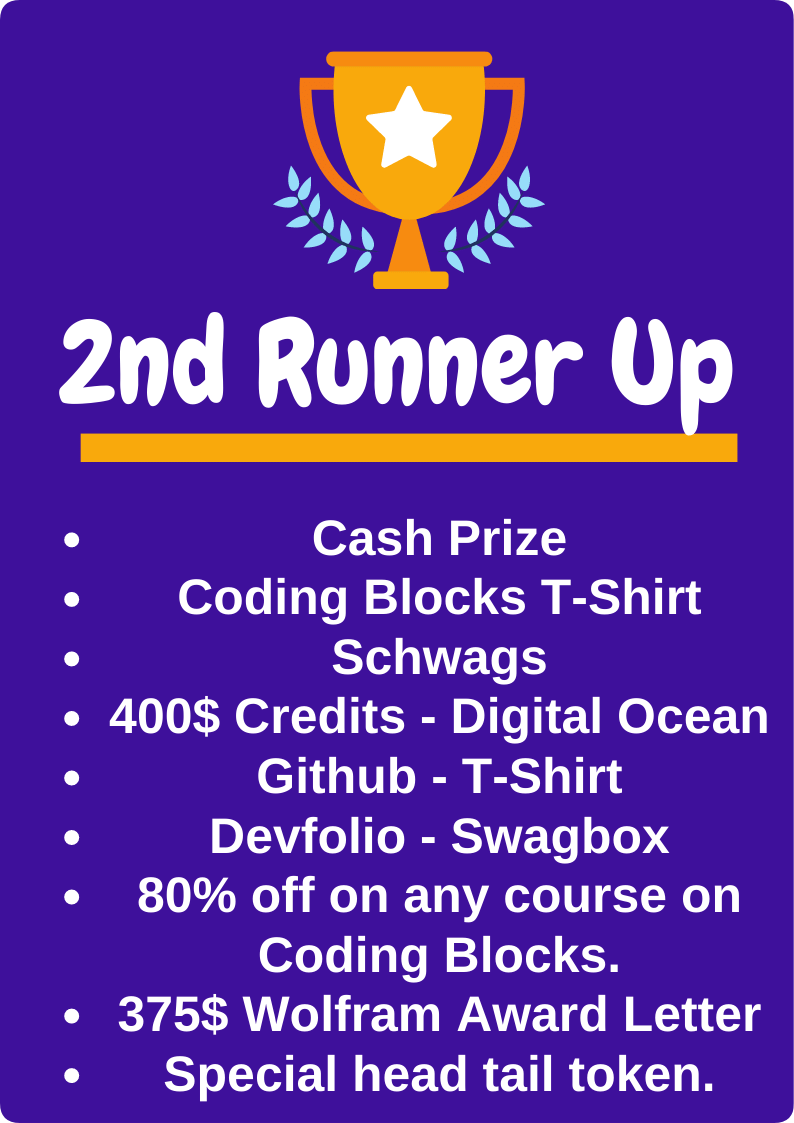 2nd Runner Up
• Cash Prize
• Coding Blocks T-Shirt
• Schwags
• 400$ Credits - Digital Ocean
• Github - T-Shirt
• Devfolio - Swagbox
• 80% off on any course on
Coding Blocks.
• 375$ Wolfram Award Letter
• Special head tail token.